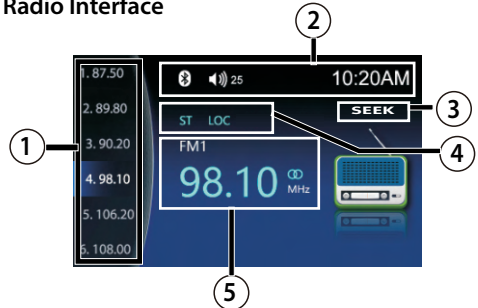 Radio Interface
2
1. 87.50
25
10:20AM
2. 89.80
SEEK
3
ST LOC
1
3. 90.20
FM1
4
4. 98.10
98.10
MHz
5. 106.20
6. 108.00
5